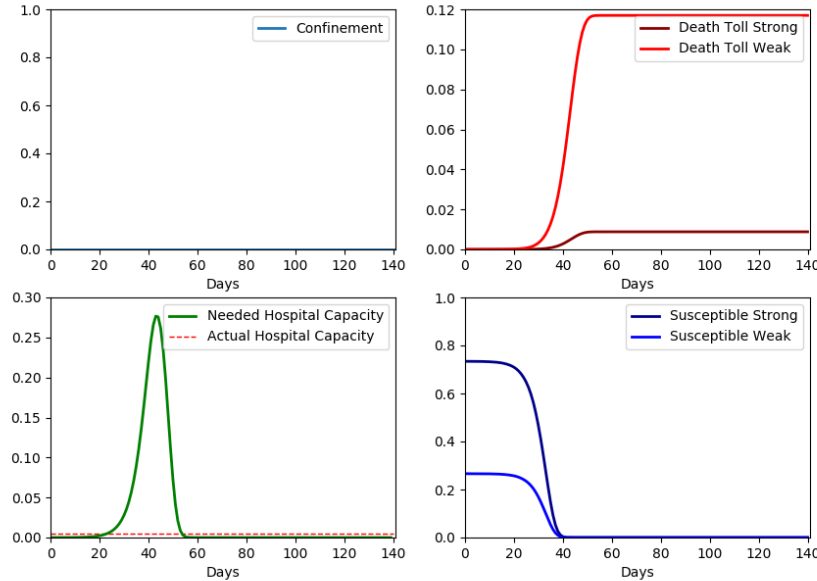 1.0
0.8
0.6
0.4
0.2
0.0
0 20 40 60 80 100 120 140
Days
Confinement
0.12
0.10
0.08
0.06
0.04
0.02
0.00
0 20 40 60 80 100 120 140
Days
Death Toll Strong
Death Toll Weak
0.30
0.25
0.20
0.15
0.10
0.05
0.00
0 20 40 60 80 100 120 140
Days
Needed Hospital Capacity
Actual Hospital Capacity
1.0
0.8
0.6
0.4
0.2
0.0
0 20 40 60 80 100 120 140
Days
Susceptible Strong
Susceptible Weak